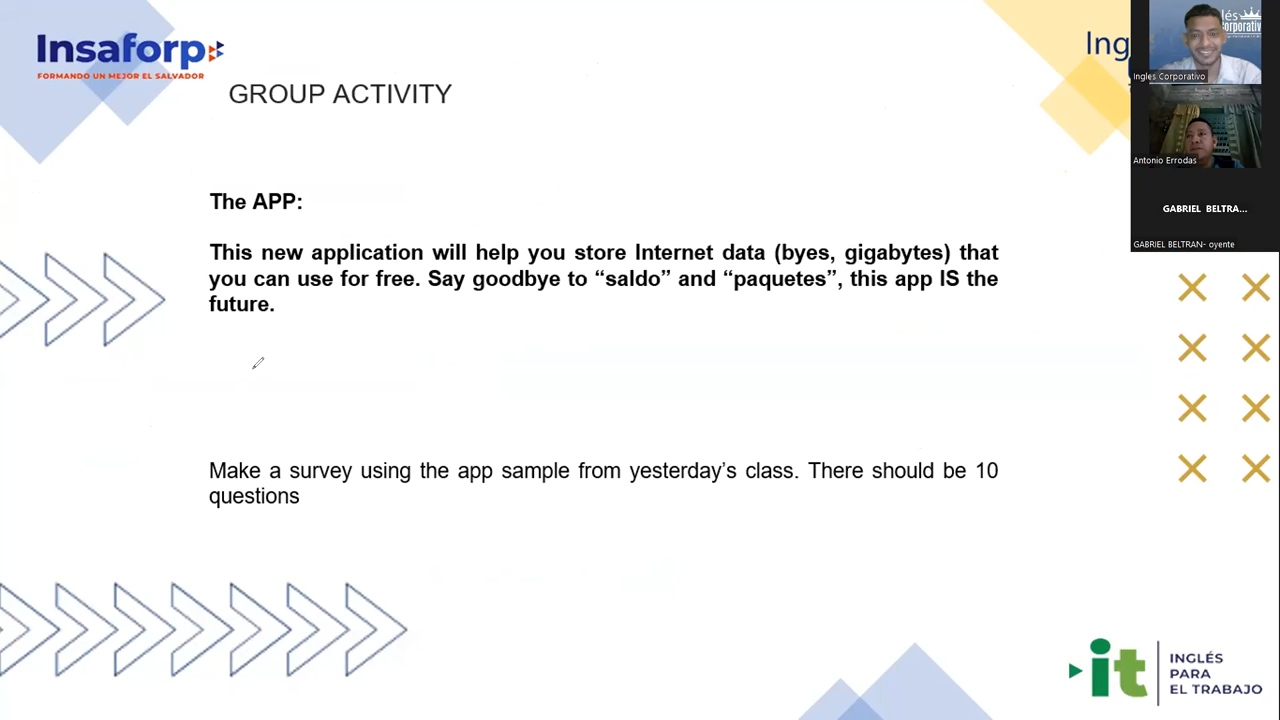 Insaforp
FORMANDO UN MEJOR EL SALVADOR
GROUP ACTIVITY
Ing
lés
Corporativ
Ingles Corporativo
Antonio Errodas
GABRIEL BELTRA...
GABRIEL BELTRAN- oyente
The APP:
This new application will help you store Internet data (byes, gigabytes) that
you can use for free. Say goodbye to “saldo” and “paquetes”, this app IS the
future.
Make a survey using the app sample from yesterday’s class. There should be 10
questions
it
INGLÉS
PARA
EL TRABAJO